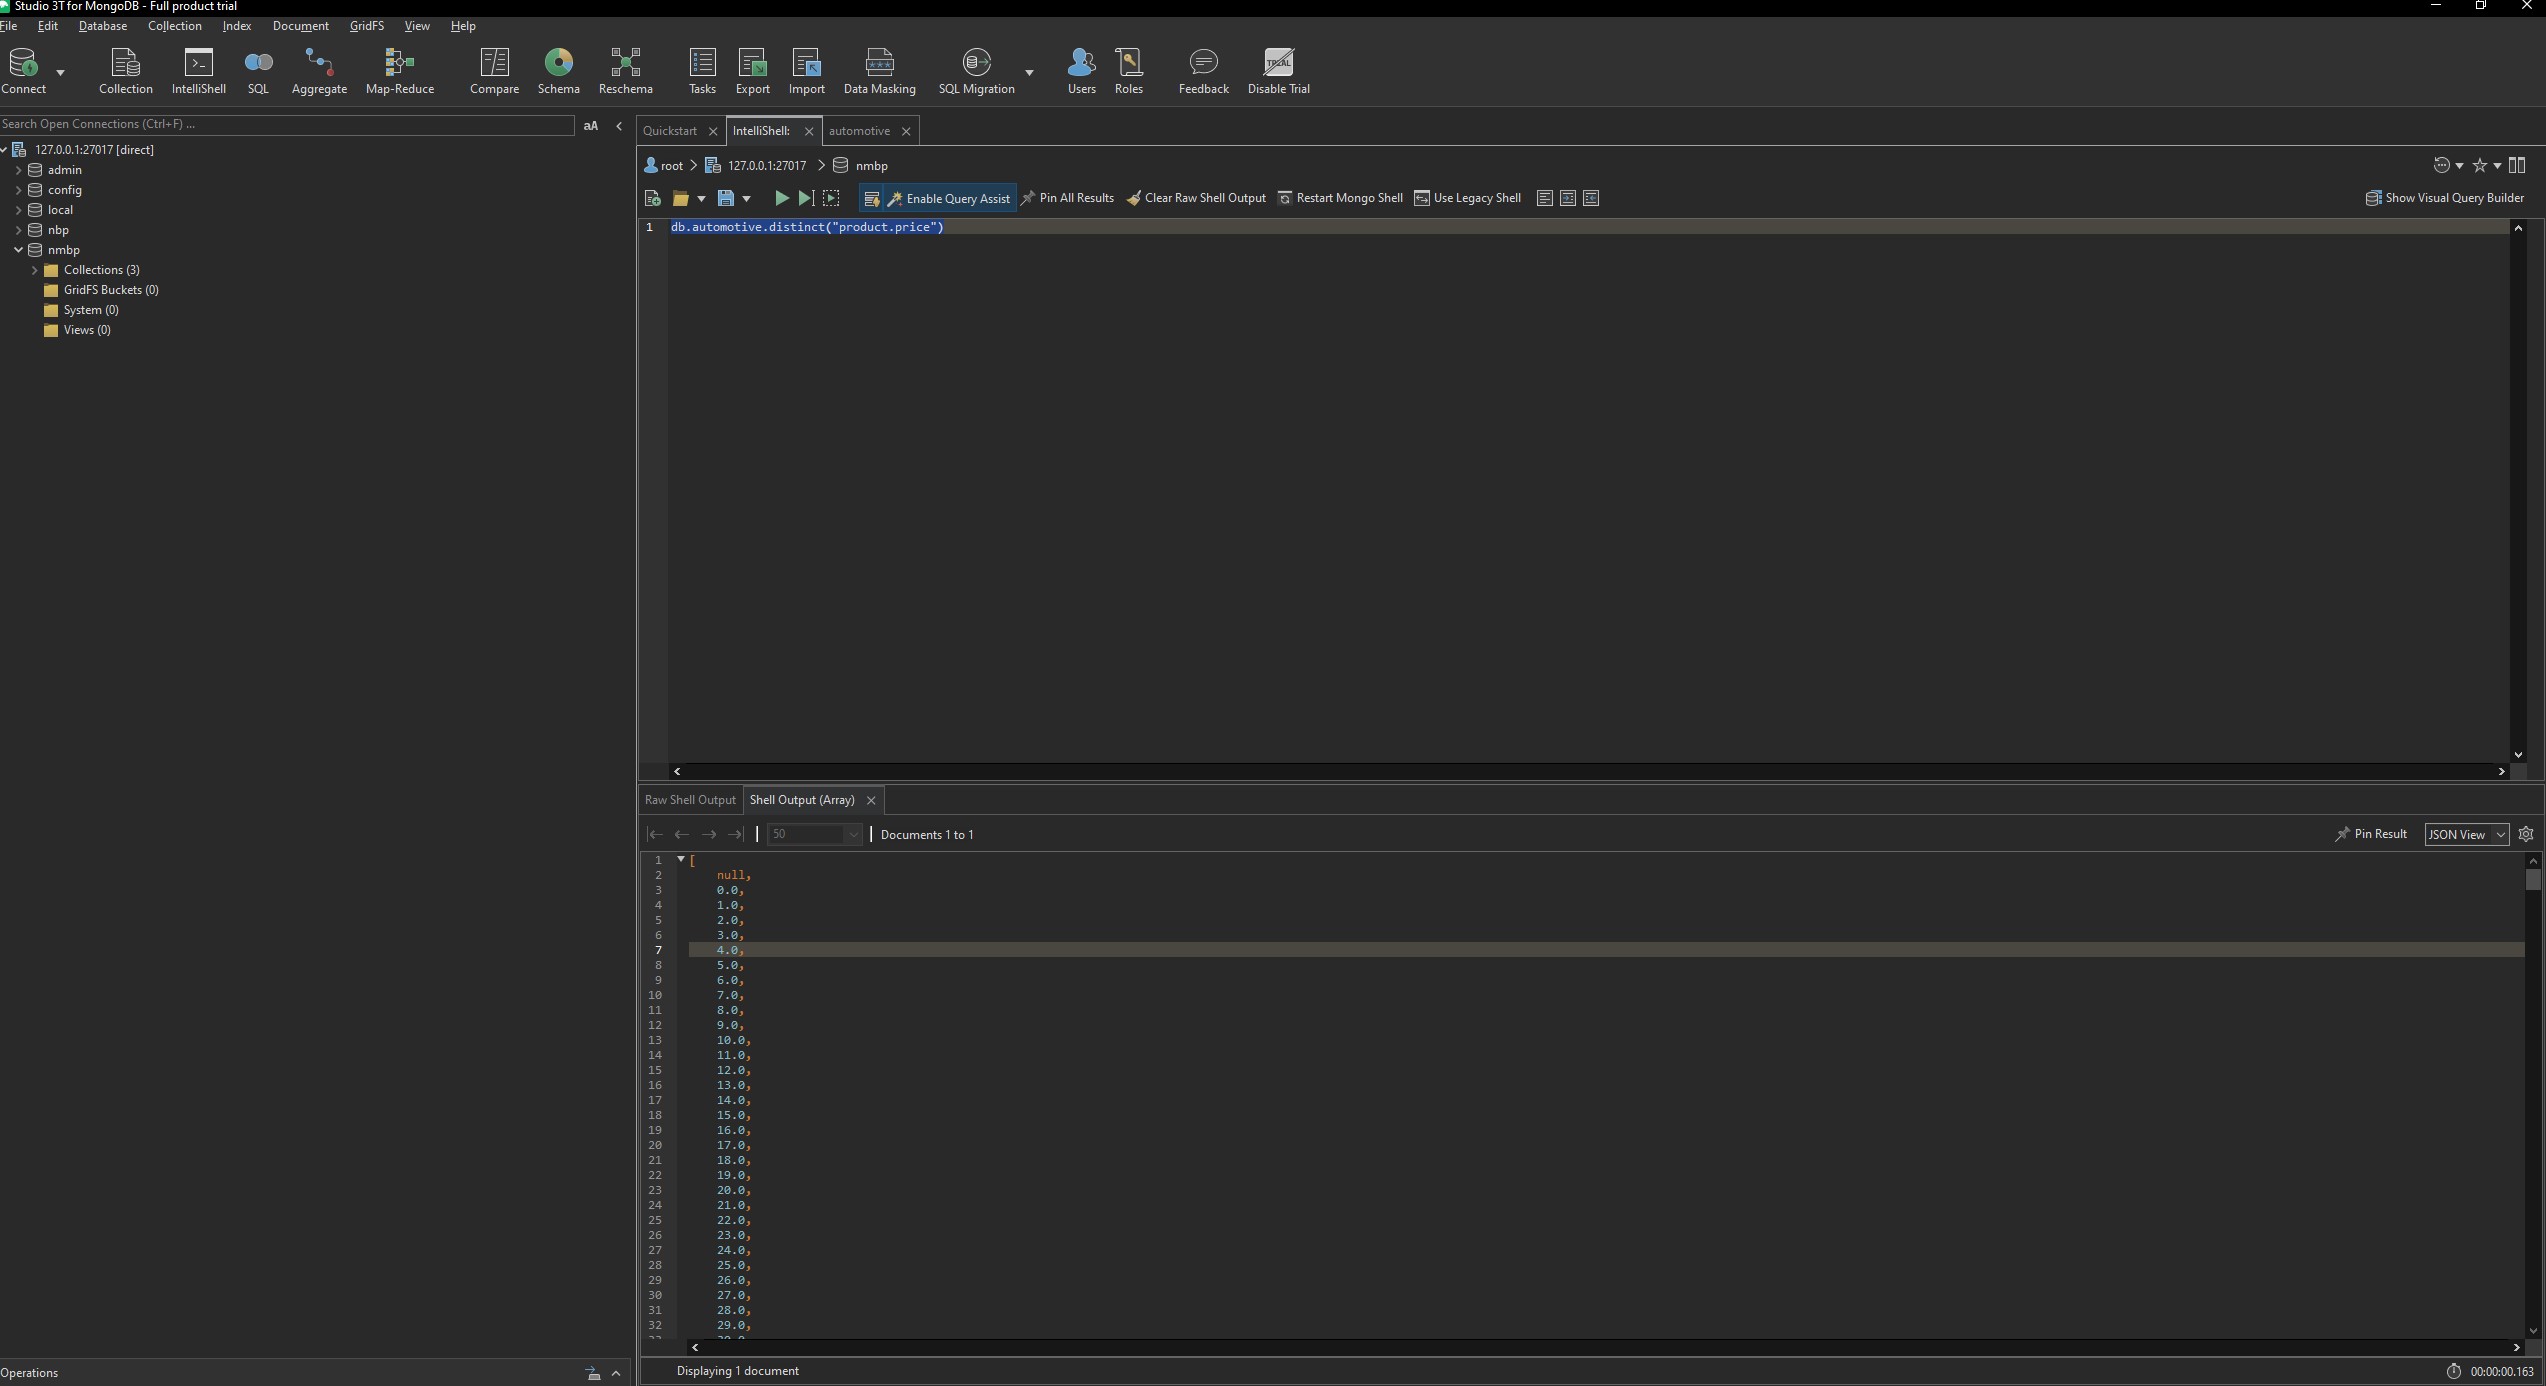 Studio 3T for MongoDB - Full product trial
File Edit Database Collection Index Document GridFS View Help
Connect Collection IntelliShell SQL Aggregate Map-Reduce Compare Schema Reschema Tasks Export Import Data Masking SQL Migration Users Roles Feedback Disable Trial
TRIAL
Search Open Connections (Ctrl+F) ... aA
127.0.0.1:27017 [direct]
admin
config
local
nbp
nmbp
Collections (3)
GridFS Buckets (0)
System (0)
Views (0)
Quickstart IntelliShell: automotive
root 127.0.0.1:27017 nmbp
Enable Query Assist Pin All Results Clear Raw Shell Output Restart Mongo Shell Use Legacy Shell Show Visual Query Builder
1 db.automotive.distinct("product.price")
Raw Shell Output Shell Output (Array)
50 Documents 1 to 1 Pin Result JSON View
1 [
2 null,
3 0.0,
4 1.0,
5 2.0,
6 3.0,
7 4.0,
8 5.0,
9 6.0,
10 7.0,
11 8.0,
12 9.0,
13 10.0,
14 11.0,
15 12.0,
16 13.0,
17 14.0,
18 15.0,
19 16.0,
20 17.0,
21 18.0,
22 19.0,
23 20.0,
24 21.0,
25 22.0,
26 23.0,
27 24.0,
28 25.0,
29 26.0,
30 27.0,
31 28.0,
32 29.0,
Displaying 1 document 00:00:00.163
Operations